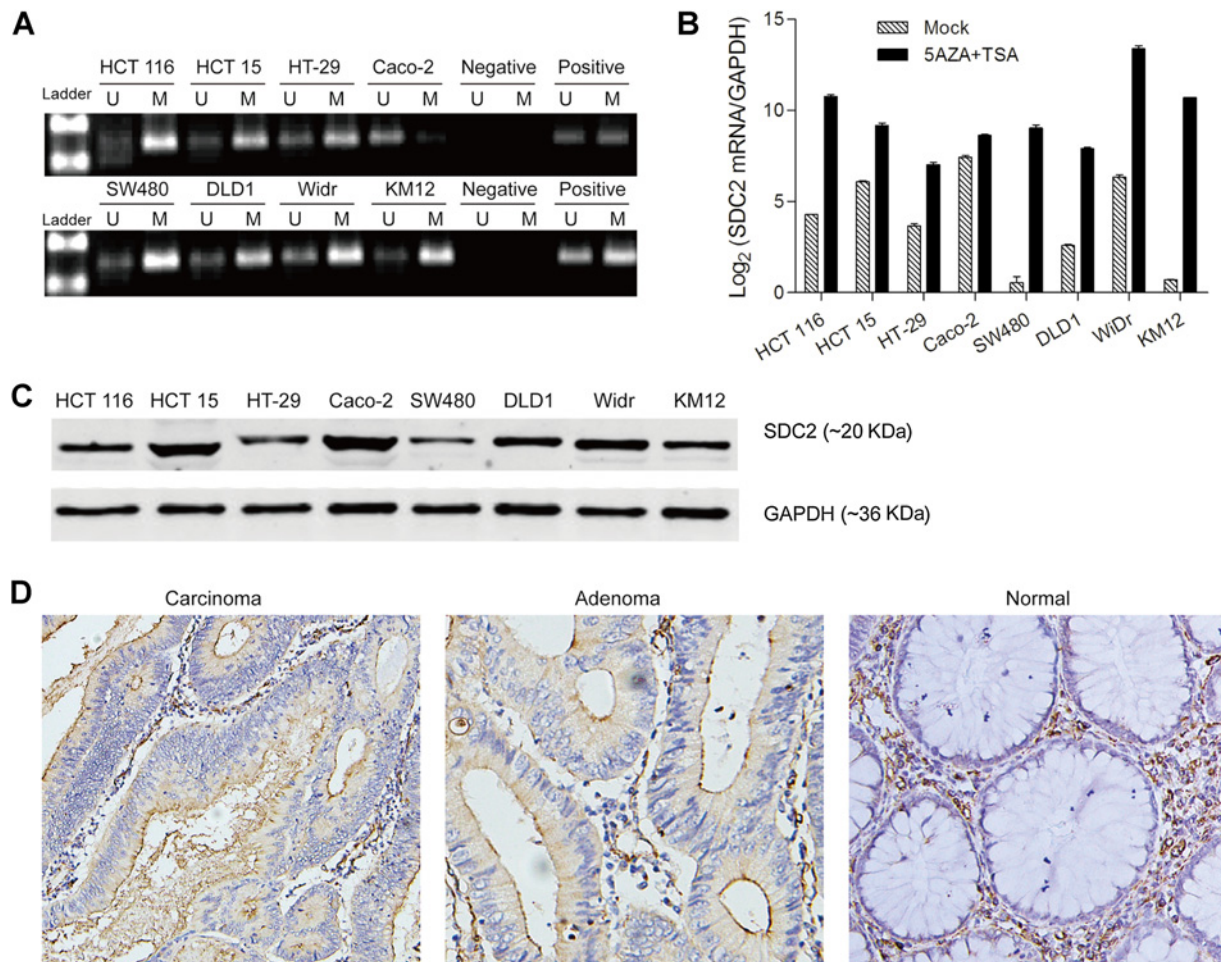 A
HCT 116 HCT 15 HT-29 Caco-2 Negative Positive
Ladder U M U M U M U M U M U M
SW480 DLD1 Widr KM12 Negative Positive
Ladder U M U M U M U M U M U M
B
Log2 (SDC2 mRNA/GAPDH)
15
10
5
0
Mock
5AZA+TSA
HCT 116 HCT 15 HT-29 Caco-2 SW480 DLD1 WiDr KM12
C
HCT 116 HCT 15 HT-29 Caco-2 SW480 DLD1 Widr KM12
SDC2 (~20 KDa)
GAPDH (~36 KDa)
D
Carcinoma Adenoma Normal